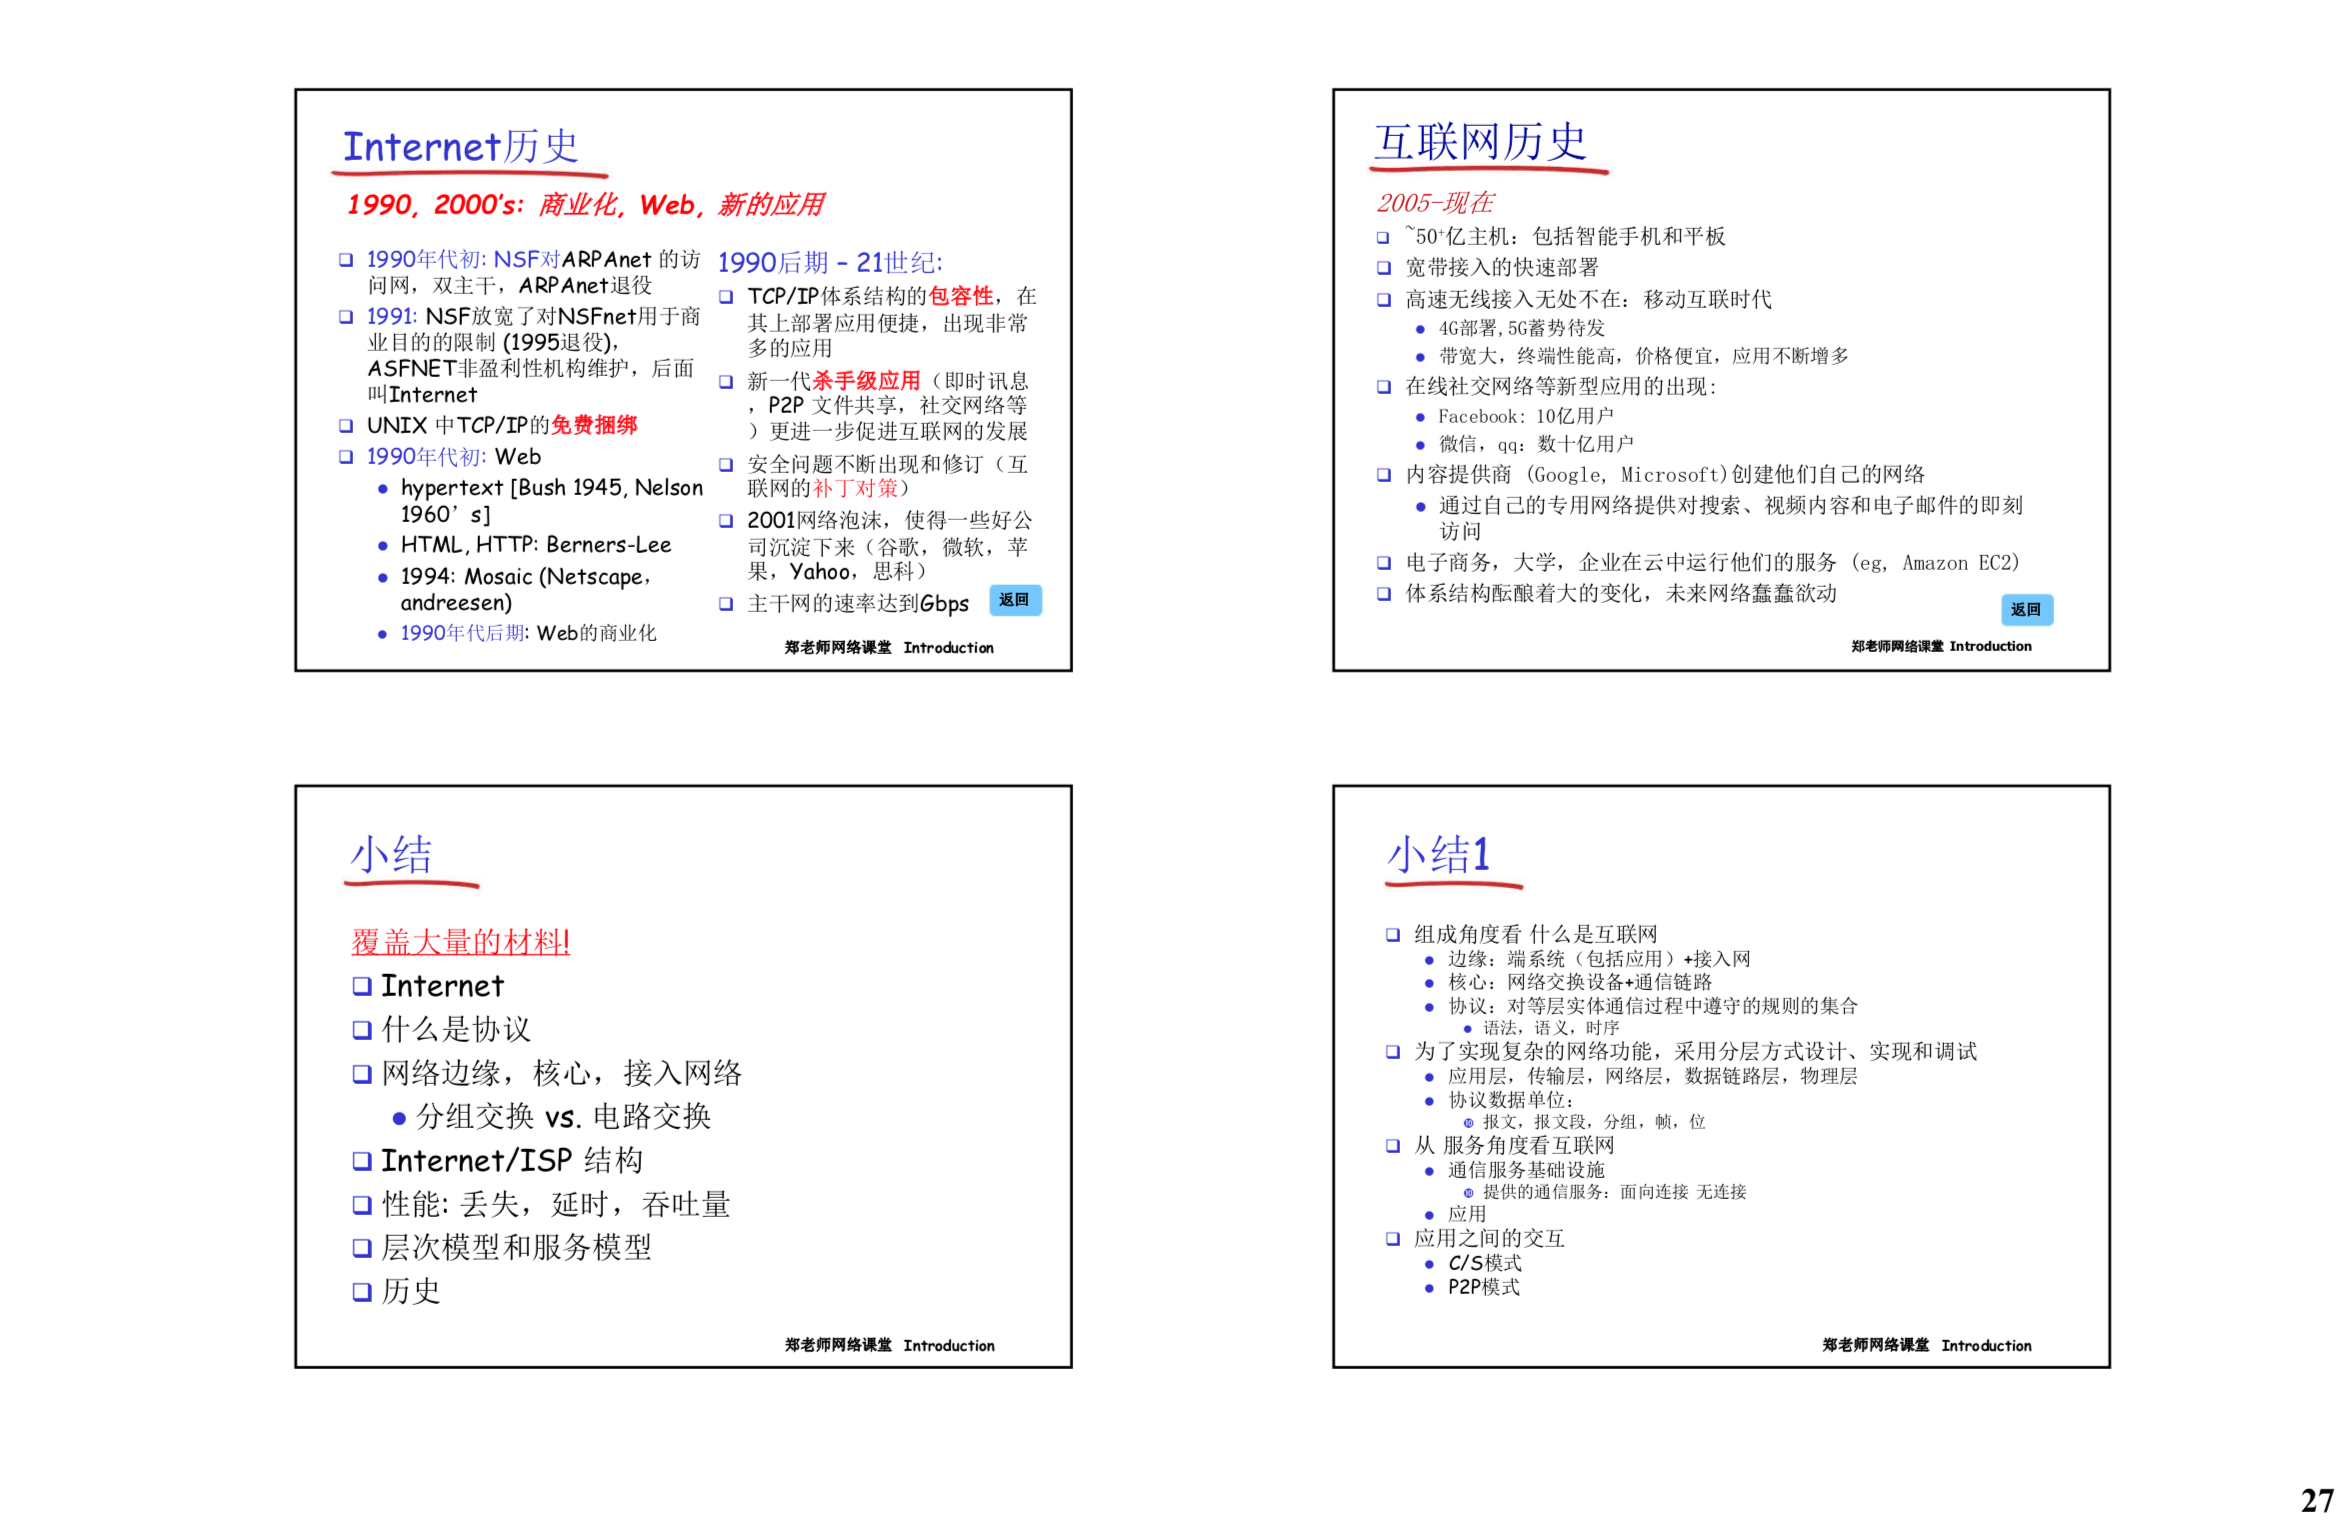 Internet历史
1990, 2000's: 商业化, Web, 新的应用
❑ 1990年代初: NSF对ARPAnet 的访
问网，双主干，ARPAnet退役
❑ 1991: NSF放宽了对NSFnet用于商
业目的的限制 (1995退役)，
ASFNET非盈利性机构维护，后面
叫Internet
❑ UNIX 中TCP/IP的免费捆绑
❑ 1990年代初: Web
● hypertext [Bush 1945, Nelson
1960’s]
● HTML, HTTP: Berners-Lee
● 1994: Mosaic (Netscape，
andreesen)
● 1990年代后期: Web的商业化
1990后期 – 21世纪:
❑ TCP/IP体系结构的包容性，在
其上部署应用便捷，出现非常
多的应用
❑ 新一代杀手级应用（即时讯息
，P2P 文件共享，社交网络等
）更进一步促进互联网的发展
❑ 安全问题不断出现和修订（互
联网的补丁对策）
❑ 2001网络泡沫，使得一些好公
司沉淀下来（谷歌，微软，苹
果，Yahoo，思科）
❑ 主干网的速率达到Gbps
返回
郑老师网络课堂 Introduction
互联网历史
2005-现在
❑ ~50+亿主机：包括智能手机和平板
❑ 宽带接入的快速部署
❑ 高速无线接入无处不在：移动互联时代
● 4G部署,5G蓄势待发
● 带宽大，终端性能高，价格便宜，应用不断增多
❑ 在线社交网络等新型应用的出现:
● Facebook: 10亿用户
● 微信，qq：数十亿用户
❑ 内容提供商 (Google, Microsoft)创建他们自己的网络
● 通过自己的专用网络提供对搜索、视频内容和电子邮件的即刻
访问
❑ 电子商务，大学，企业在云中运行他们的服务 (eg, Amazon EC2)
❑ 体系结构酝酿着大的变化，未来网络蠢蠢欲动
返回
郑老师网络课堂 Introduction
小结
覆盖大量的材料!
❑ Internet
❑ 什么是协议
❑ 网络边缘，核心，接入网络
● 分组交换 vs. 电路交换
❑ Internet/ISP 结构
❑ 性能: 丢失，延时，吞吐量
❑ 层次模型和服务模型
❑ 历史
郑老师网络课堂 Introduction
小结1
❑ 组成角度看 什么是互联网
● 边缘：端系统（包括应用）+接入网
● 核心：网络交换设备+通信链路
● 协议：对等层实体通信过程中遵守的规则的集合
● 语法，语义，时序
❑ 为了实现复杂的网络功能，采用分层方式设计、实现和调试
● 应用层，传输层，网络层，数据链路层，物理层
● 协议数据单位：
⑩ 报文，报文段，分组，帧，位
❑ 从 服务角度看互联网
● 通信服务基础设施
⑩ 提供的通信服务：面向连接 无连接
● 应用
❑ 应用之间的交互
● C/S模式
● P2P模式
郑老师网络课堂 Introduction
27